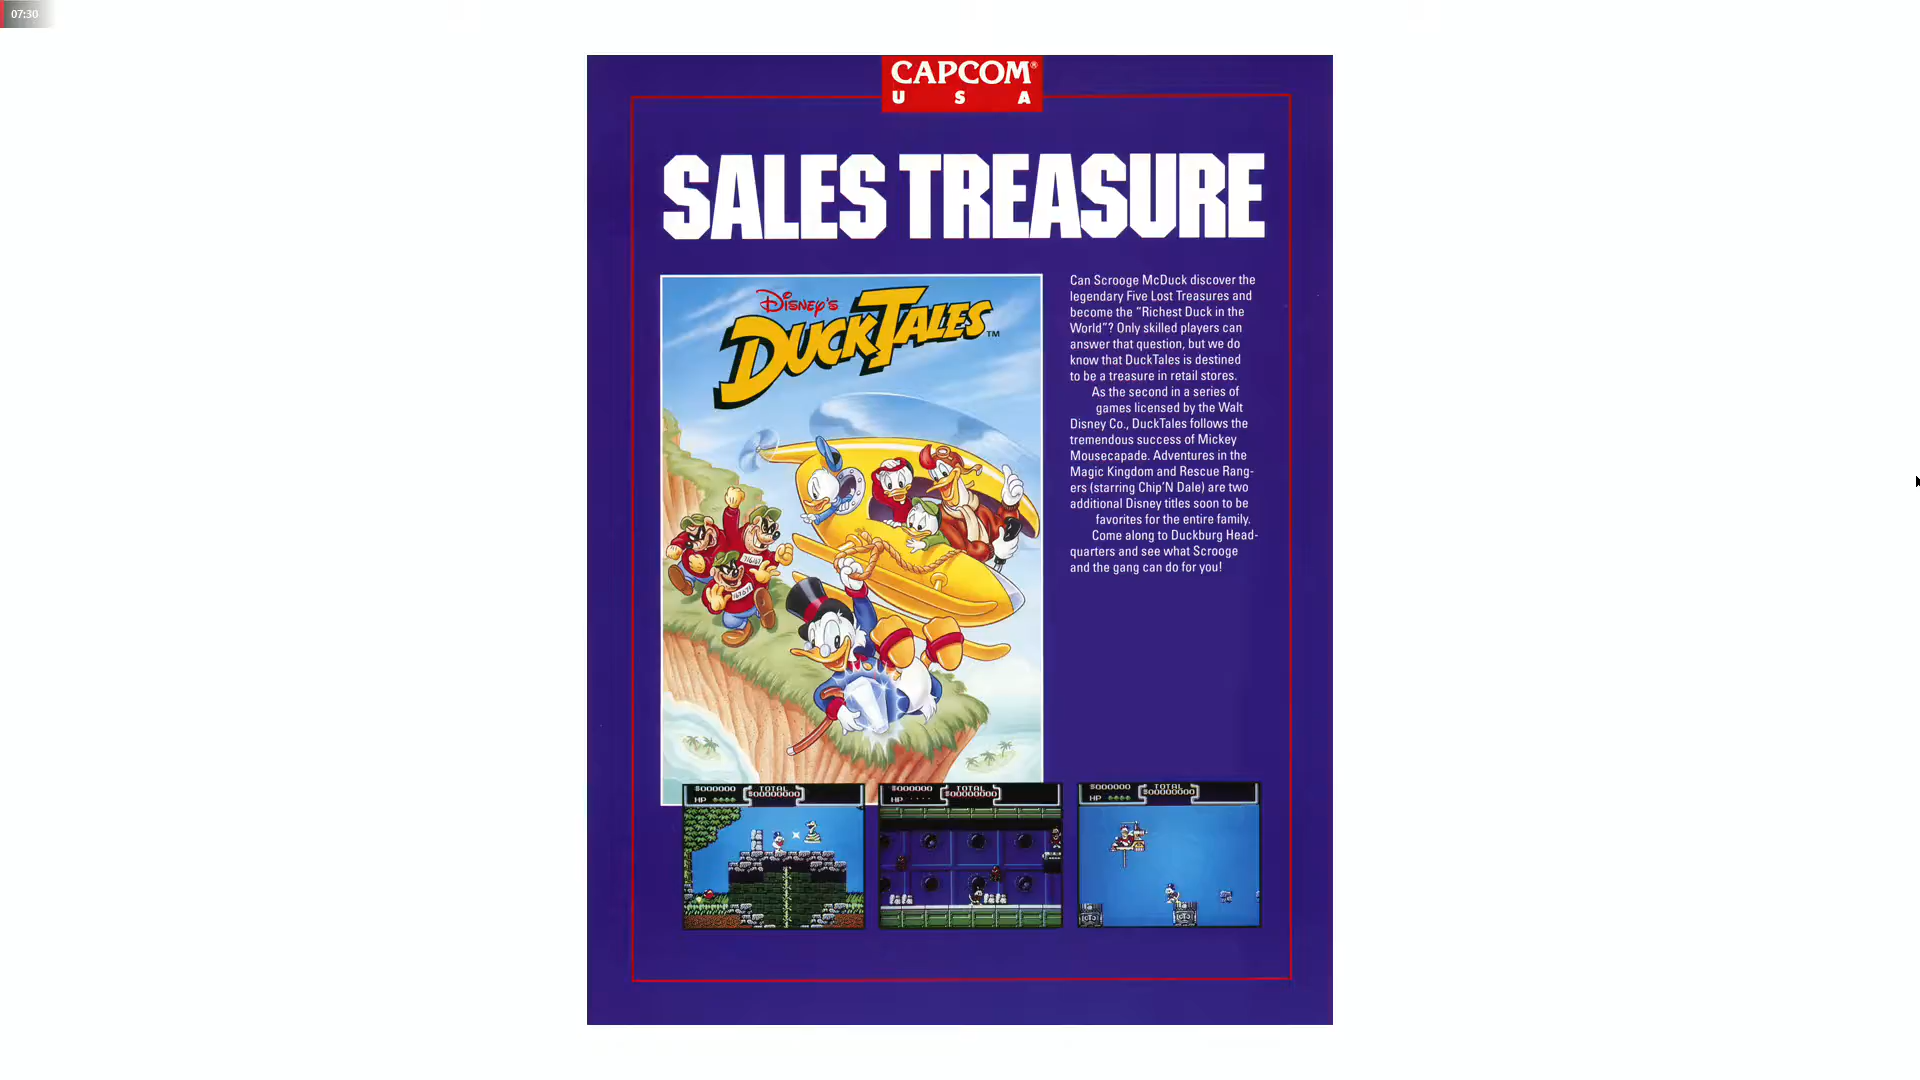 07:30
CAPCOM®
U S A
SALES TREASURE
Disney's
DUCKTALES™
Can Scrooge McDuck discover the
legendary Five Lost Treasures and
become the "Richest Duck in the
World"? Only skilled players can
answer that question, but we do
know that DuckTales is destined
to be a treasure in retail stores.
As the second in a series of
games licensed by the Walt
Disney Co., DuckTales follows the
tremendous success of Mickey
Mousecapade. Adventures in the
Magic Kingdom and Rescue Rang-
ers (starring Chip'N Dale) are two
additional Disney titles soon to be
favorites for the entire family.
Come along to Duckburg Head-
quarters and see what Scrooge
and the gang can do for you!
$000000 TOTAL
HP $00000000
$000000 TOTAL
HP $00000000
$000000 TOTAL
HP $00000000